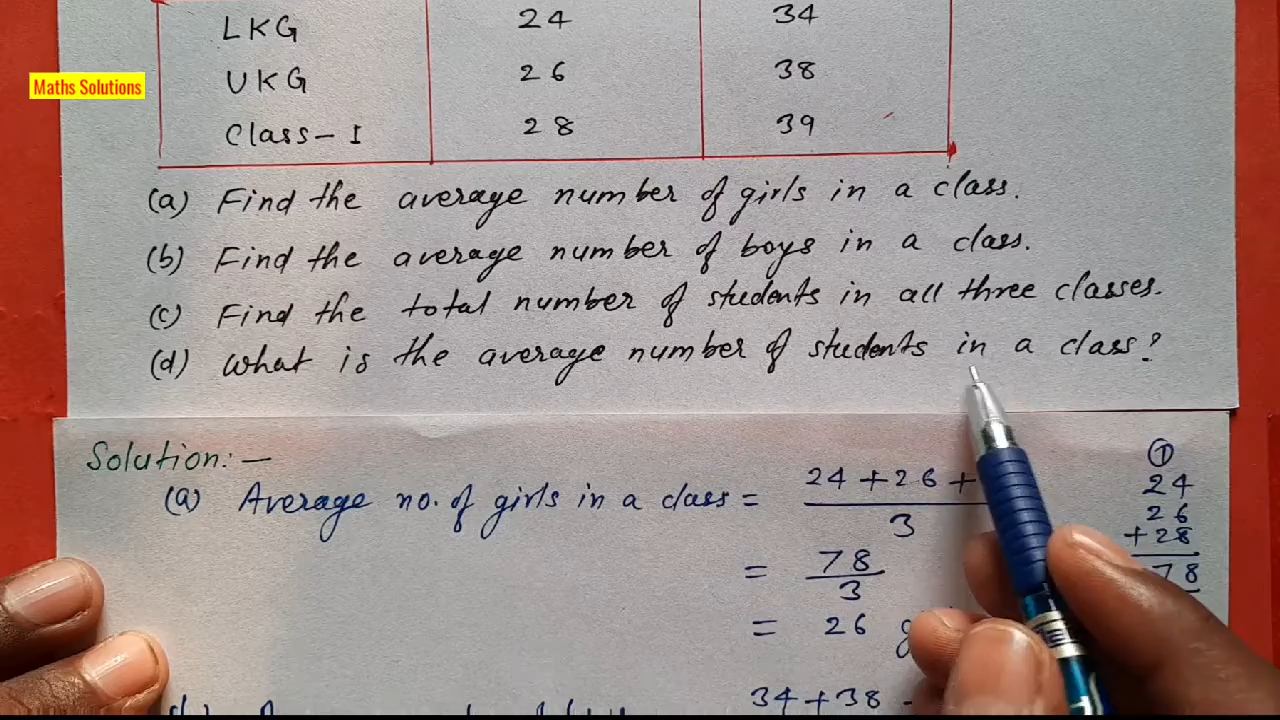 LKG 24 34
Maths Solutions
UKG 26 38
Class-I 28 39
(a) Find the average number of girls in a class.
(b) Find the average number of boys in a class.
(c) Find the total number of students in all three classes.
(d) What is the average number of students in a class?
Solution:-
(a) Average no. of girls in a class = 24+26+
3
= 78
3
= 26
1
24
26
+28
78
34+38